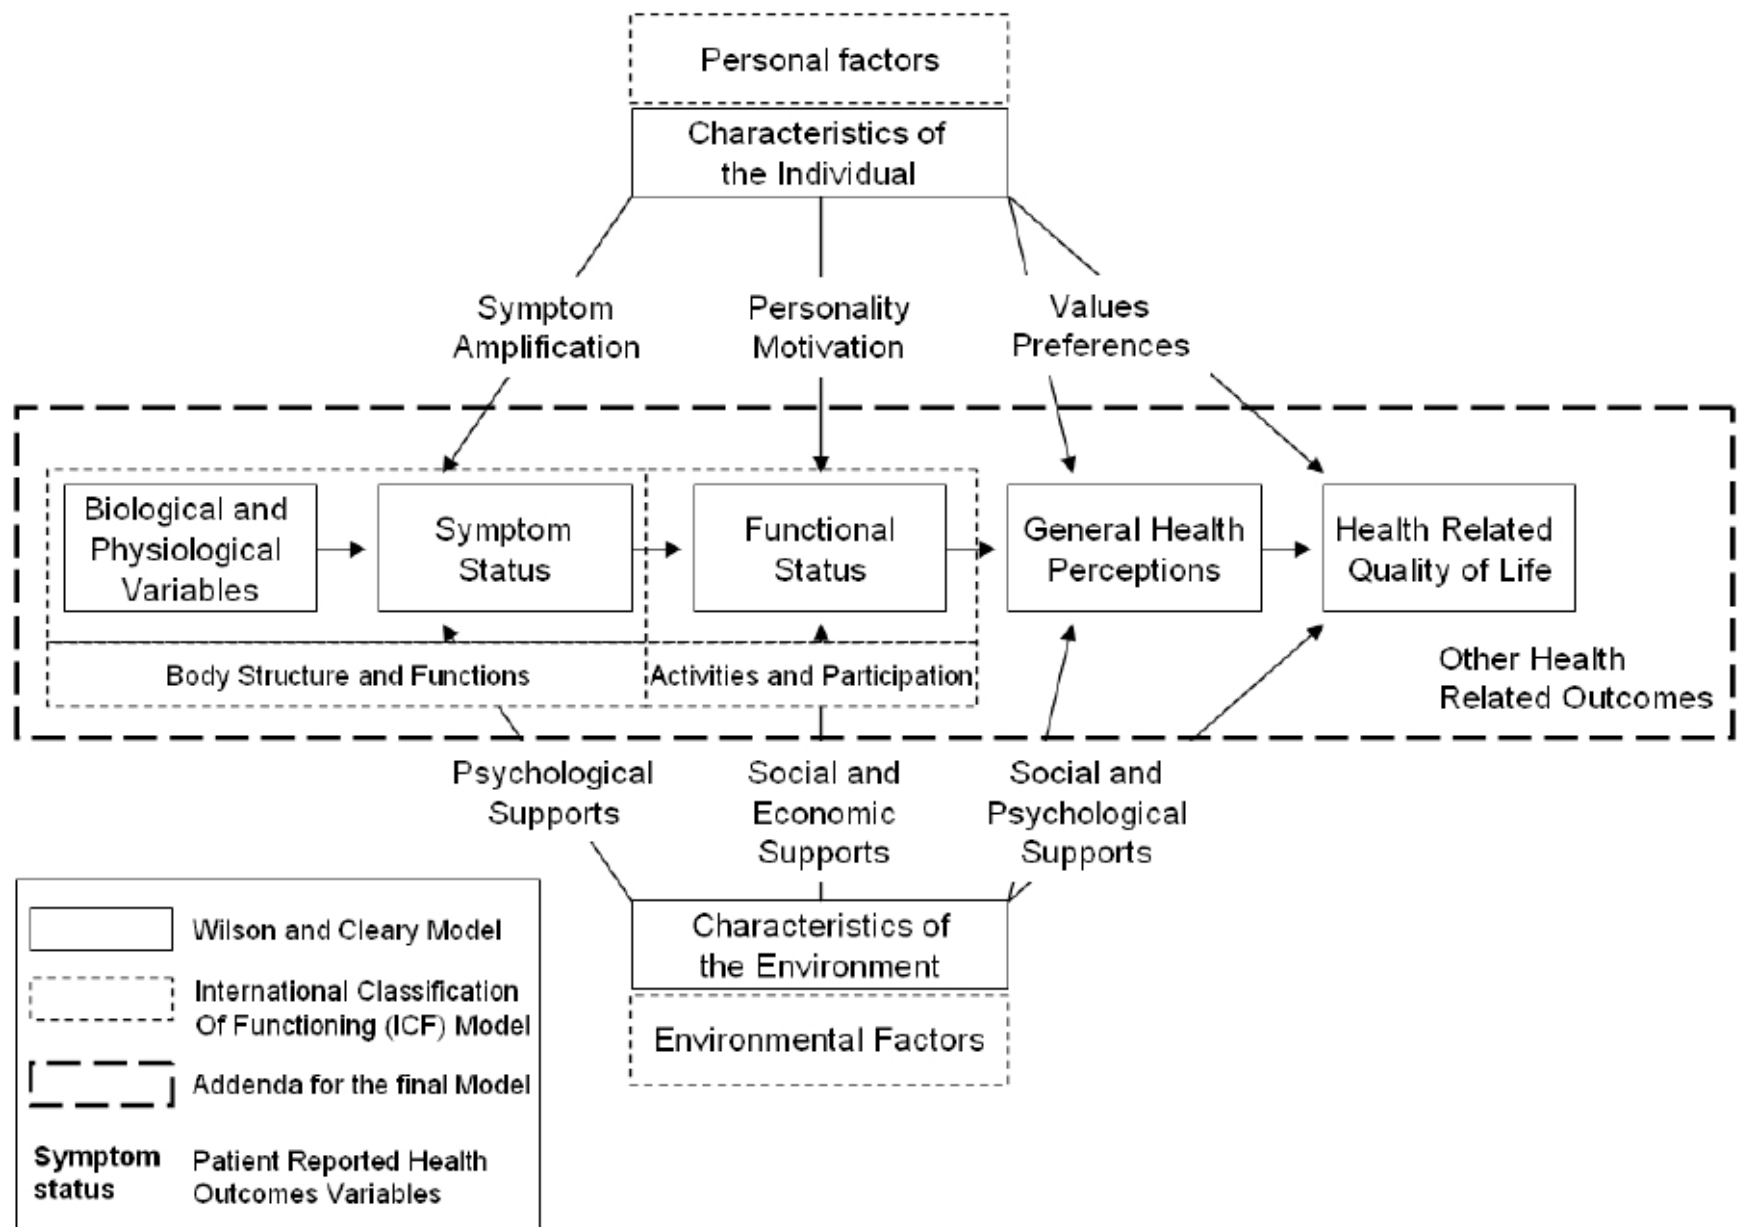 Personal factors
Characteristics of
the Individual
Symptom
Amplification
Personality
Motivation
Values
Preferences
Biological and
Physiological
Variables
Symptom
Status
Functional
Status
General Health
Perceptions
Health Related
Quality of Life
Body Structure and Functions
Activities and Participation
Other Health
Related Outcomes
Psychological
Supports
Social and
Economic
Supports
Social and
Psychological
Supports
Characteristics of
the Environment
Environmental Factors
Wilson and Cleary Model
International Classification
Of Functioning (ICF) Model
Addenda for the final Model
Symptom
status
Patient Reported Health
Outcomes Variables